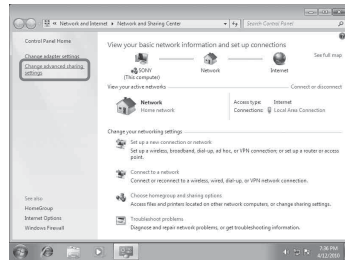 « Network and Internet ▸ Network and Sharing Center
Search Control Panel
Control Panel Home
Change adapter settings
Change advanced sharing
settings
View your basic network information and set up connections
See full map
SONY
(This computer)
Network
Internet
View your active networks
Connect or disconnect
Network
Home network
Access type: Internet
Connections: Local Area Connection
Change your networking settings
Set up a new connection or network
Set up a wireless, broadband, dial-up, ad hoc, or VPN connection; or set up a router or access
point.
Connect to a network
Connect or reconnect to a wireless, wired, dial-up, or VPN network connection.
Choose homegroup and sharing options
Access files and printers located on other network computers, or change sharing settings.
Troubleshoot problems
Diagnose and repair network problems, or get troubleshooting information.
See also
HomeGroup
Internet Options
Windows Firewall
2:36 PM
4/12/2010